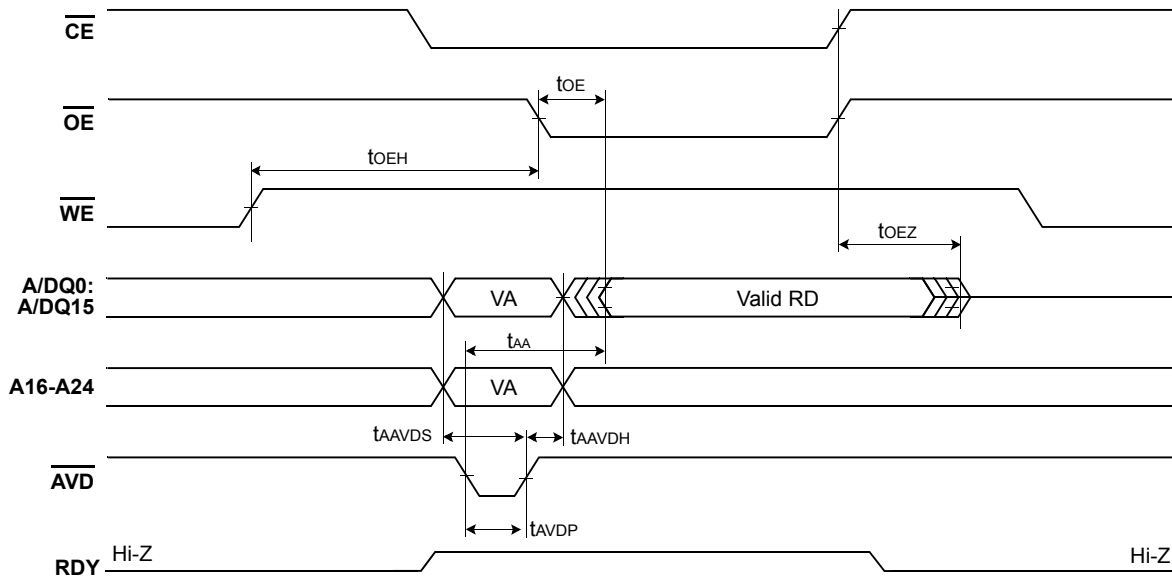 CE
tOE
OE
tOEH
WE
tOEZ
A/DQ0:
A/DQ15
VA
Valid RD
tAA
A16-A24
VA
tAAVDS
tAAVDH
AVD
tAVDP
Hi-Z
Hi-Z
RDY